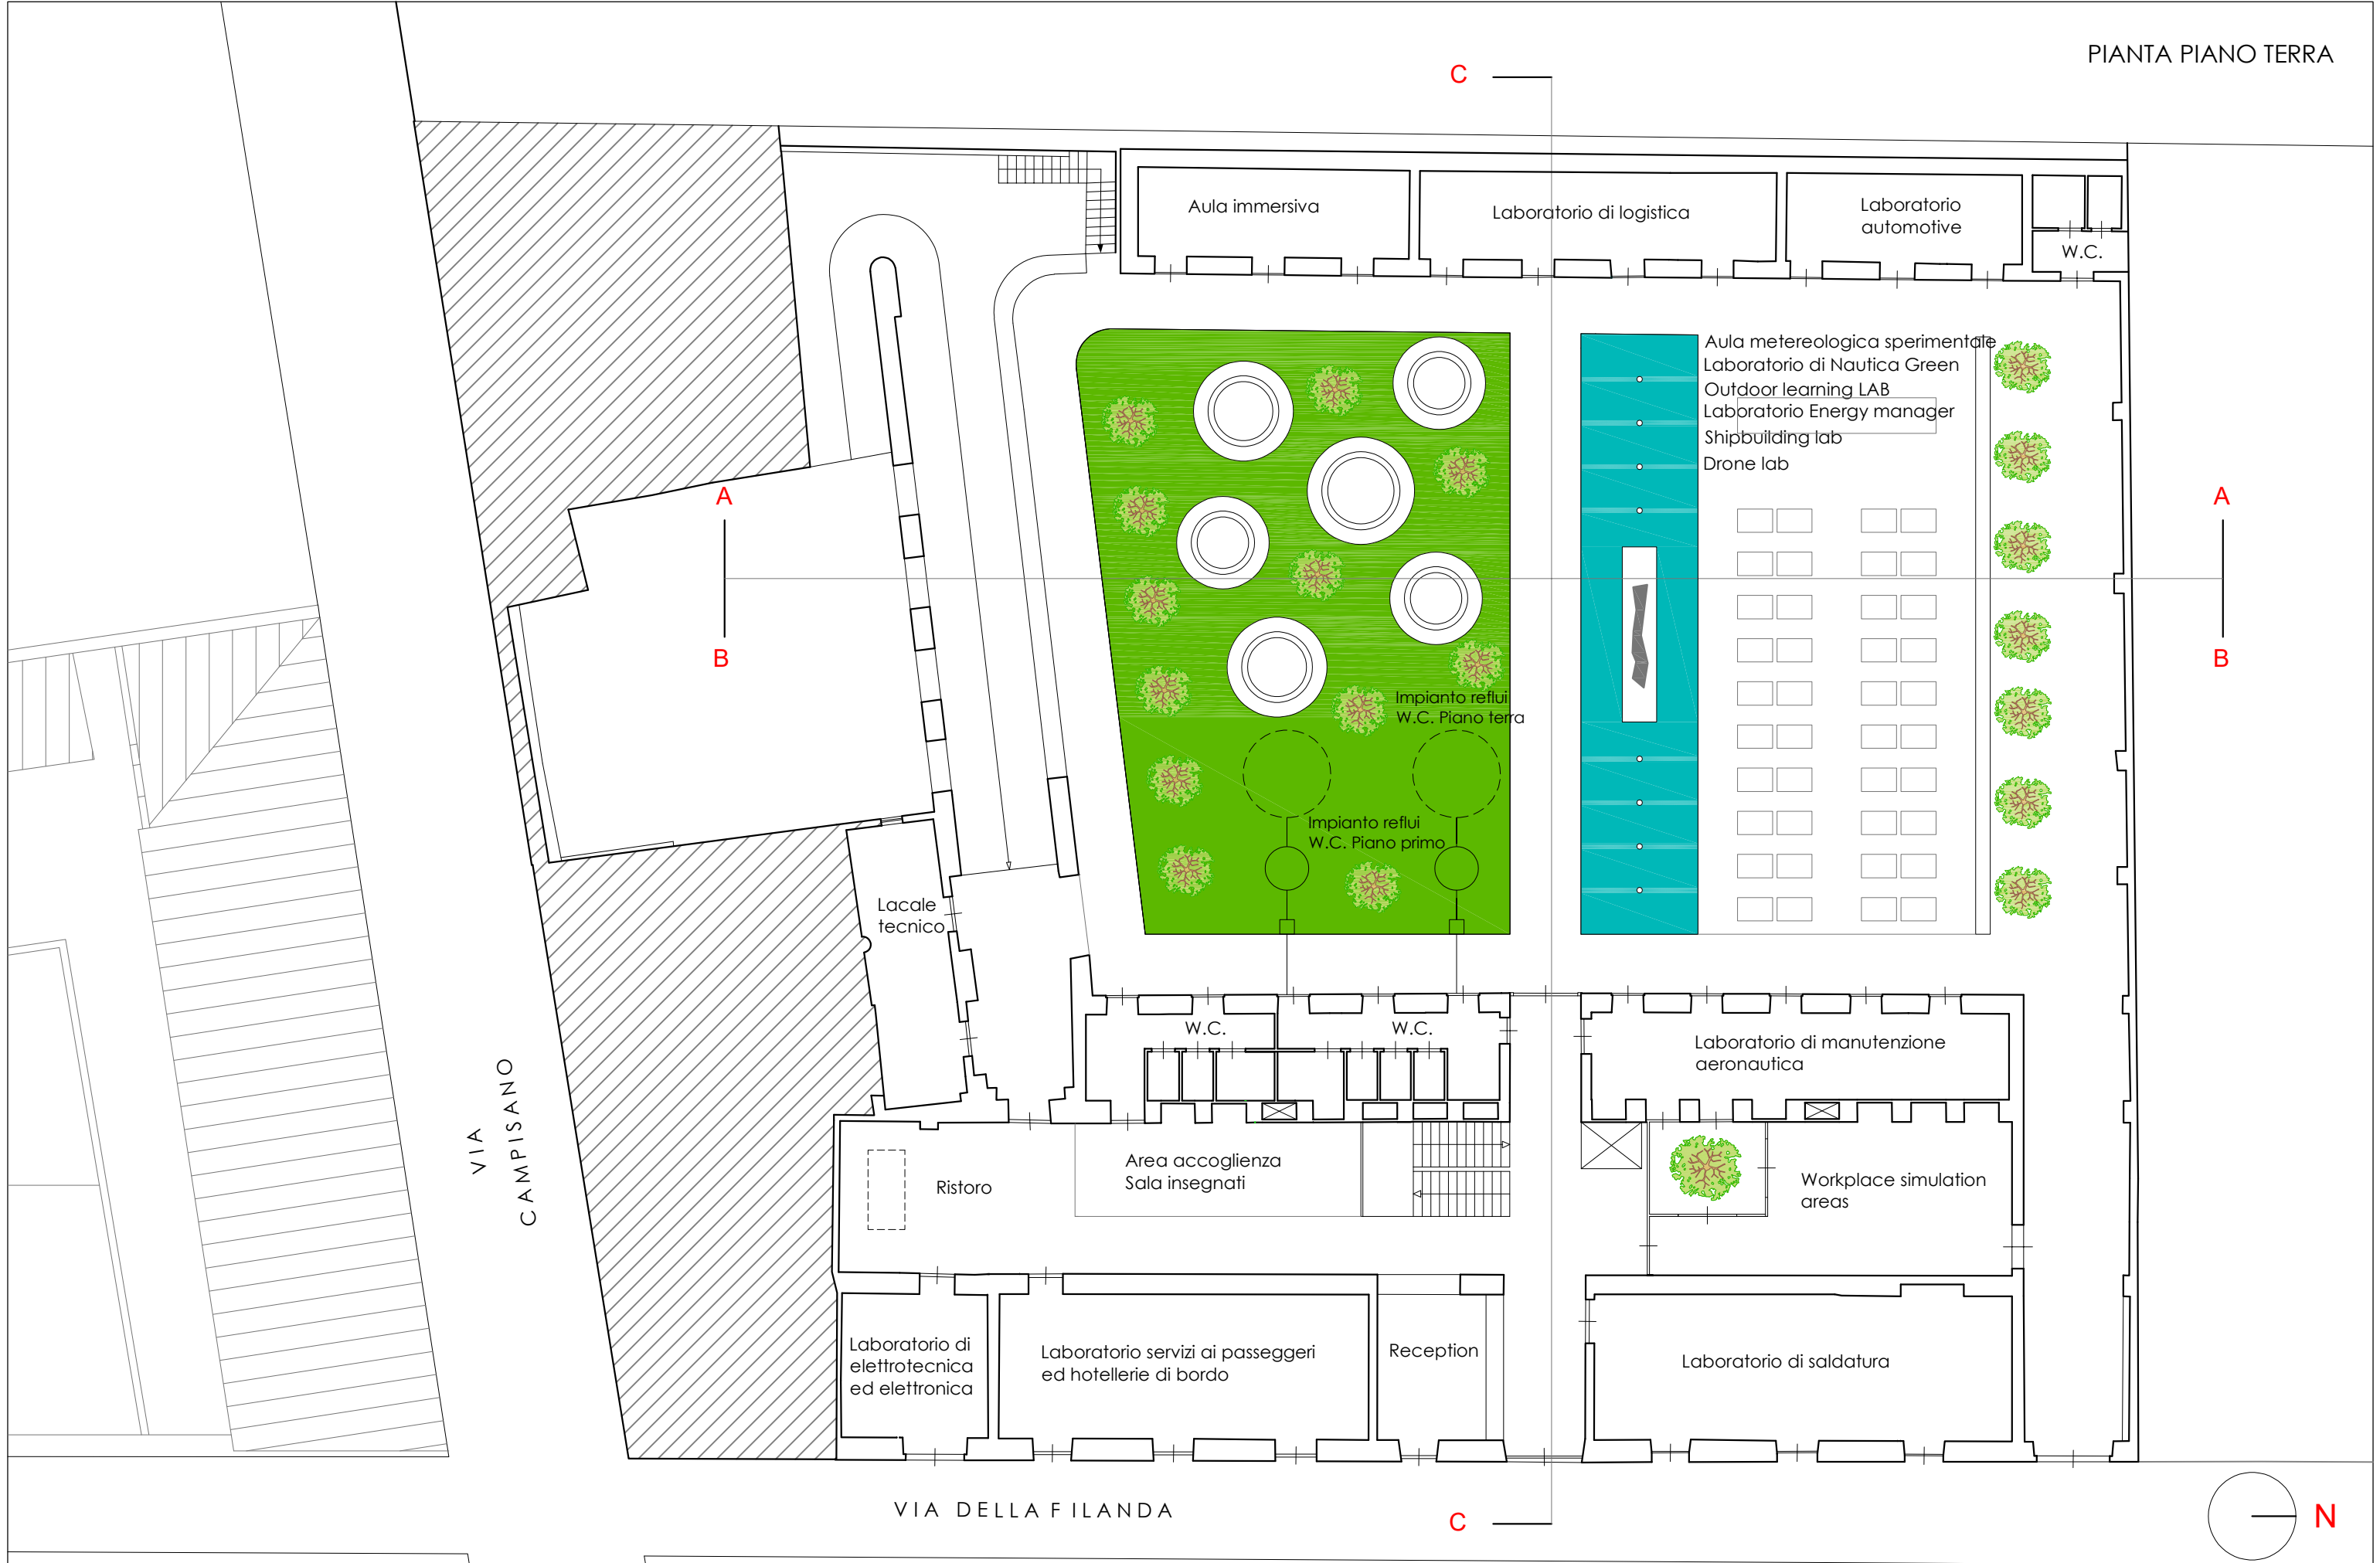 PIANTA PIANO TERRA
C
Aula immersiva
Laboratorio di logistica
Laboratorio
automotive
W.C.
Aula metereologica sperimentale
Laboratorio di Nautica Green
Outdoor learning LAB
Laboratorio Energy manager
Shipbuilding lab
Drone lab
A
A
B
B
Impianto reflui
W.C. Piano terra
Impianto reflui
W.C. Piano primo
Lacale
tecnico
W.C.
W.C.
Laboratorio di manutenzione
aeronautica
VIA
CAMPISANO
Ristoro
Area accoglienza
Sala insegnati
Workplace simulation
areas
Laboratorio di
elettrotecnica
ed elettronica
Laboratorio servizi ai passeggeri
ed hotellerie di bordo
Reception
Laboratorio di saldatura
VIA DELLA FILANDA
C
N